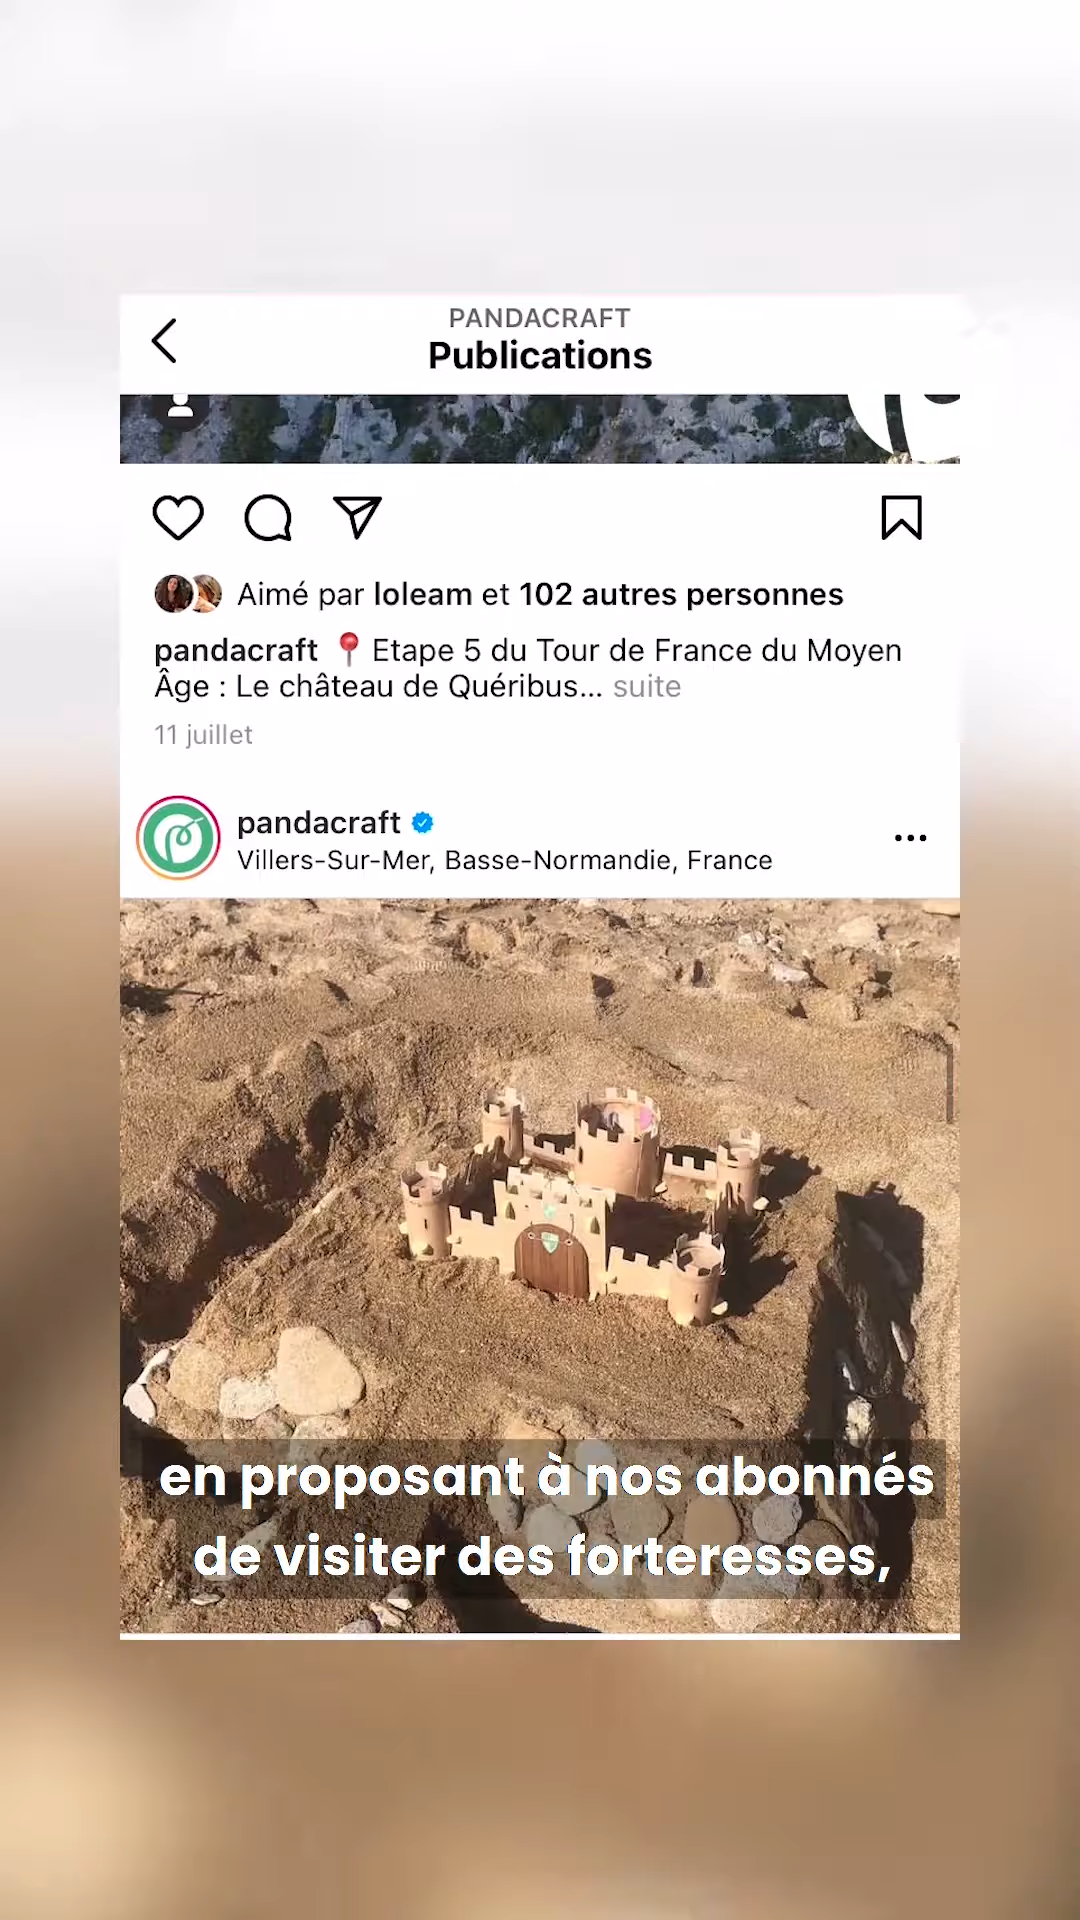 PANDACRAFT
Publications
Aimé par loleam et 102 autres personnes
pandacraft 📍 Etape 5 du Tour de France du Moyen
Âge : Le château de Quéribus... suite
11 juillet
pandacraft
Villers-Sur-Mer, Basse-Normandie, France
en proposant à nos abonnés
de visiter des forteresses,